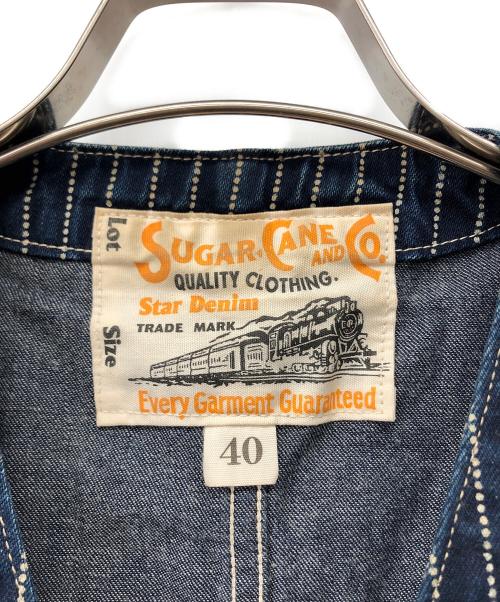 Lot
Size
SUGAR CANE AND CO.
QUALITY CLOTHING.
Star Denim
TRADE MARK
Every Garment Guaranteed
40